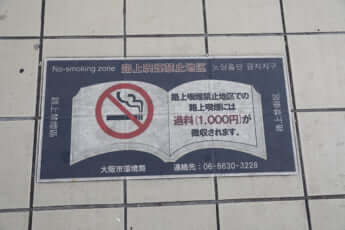 No-smoking zone 路上喫煙禁止地区 노상흡연 금지지구
路上喫煙禁止地区での
路上喫煙には
過料(1,000円)が
徴収されます。
大阪市環境局 連絡先：06-6630-3228